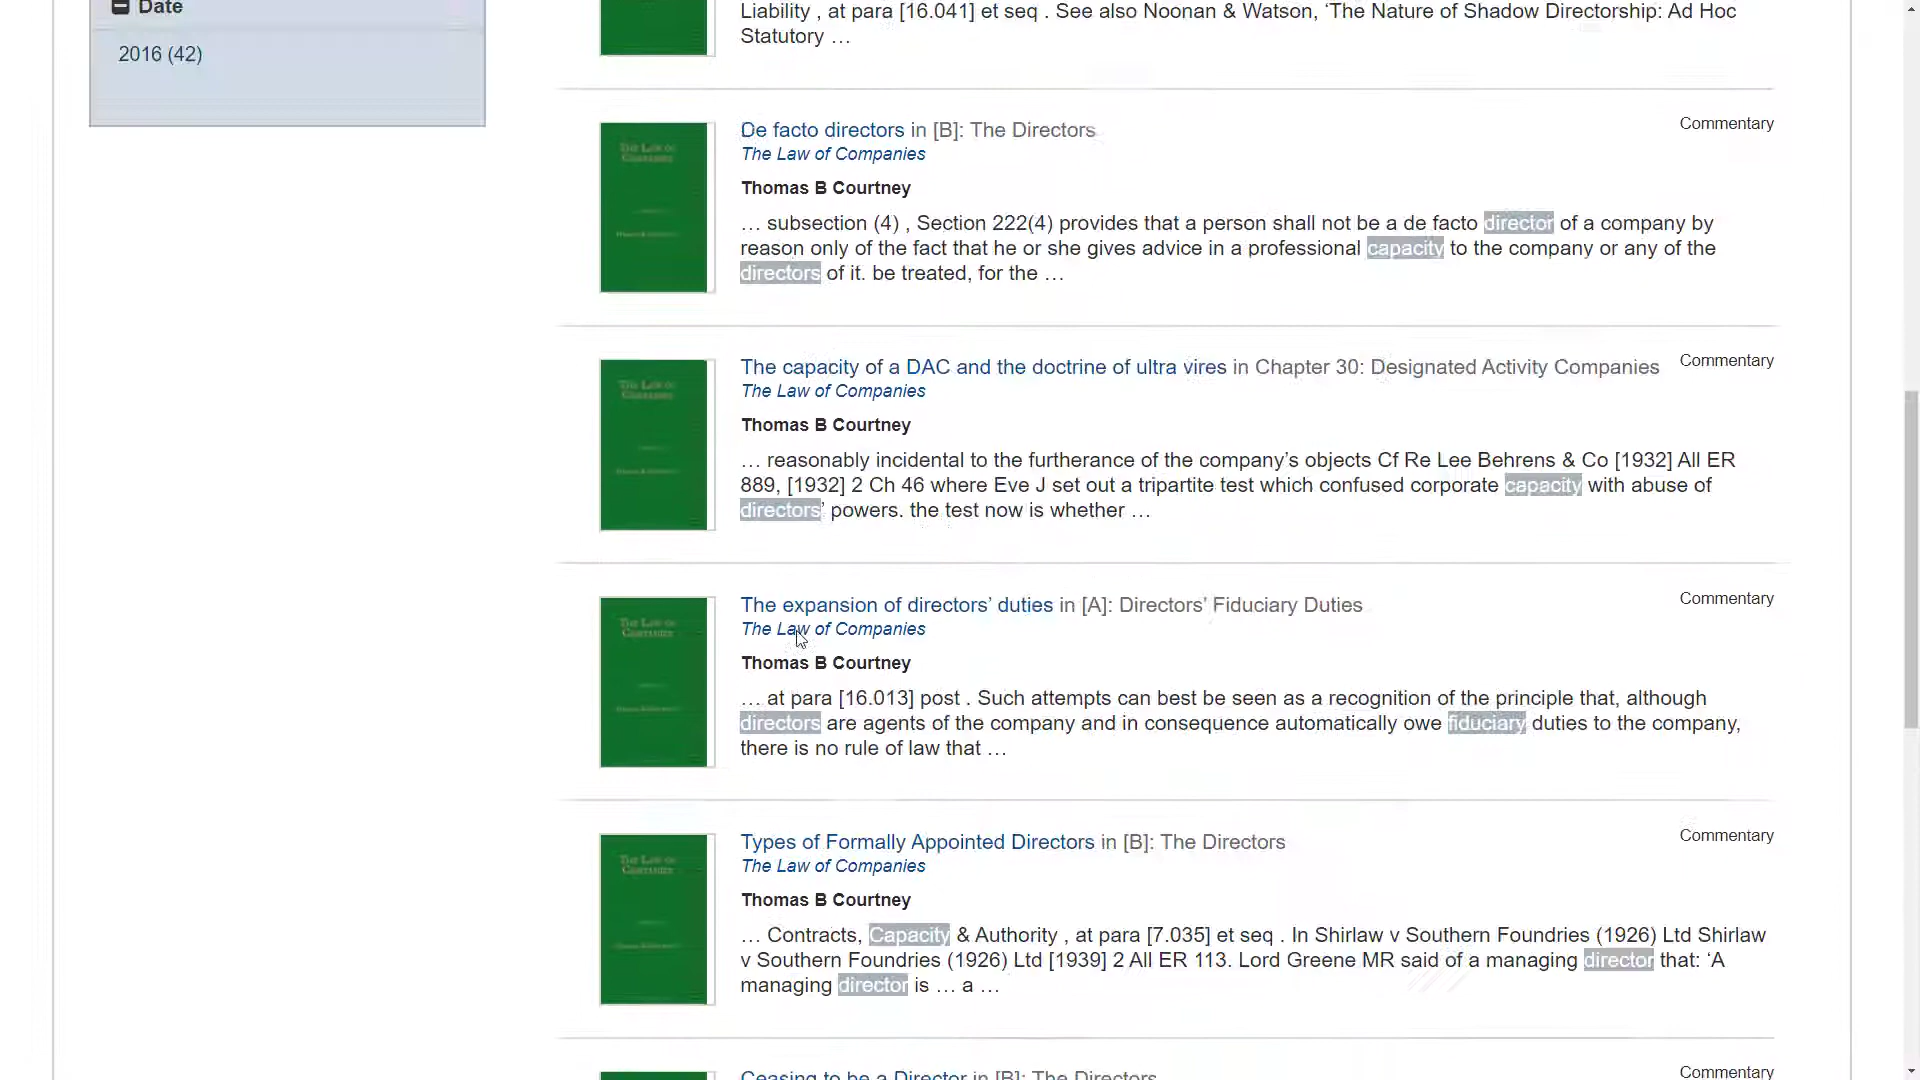 Date
2016 (42)
Liability , at para [16.041] et seq . See also Noonan & Watson, ‘The Nature of Shadow Directorship: Ad Hoc
Statutory …
De facto directors in [B]: The Directors
Commentary
The Law of Companies
Thomas B Courtney
… subsection (4) , Section 222(4) provides that a person shall not be a de facto director of a company by
reason only of the fact that he or she gives advice in a professional capacity to the company or any of the
directors of it. be treated, for the …
The capacity of a DAC and the doctrine of ultra vires in Chapter 30: Designated Activity Companies
Commentary
The Law of Companies
Thomas B Courtney
… reasonably incidental to the furtherance of the company’s objects Cf Re Lee Behrens & Co [1932] All ER
889, [1932] 2 Ch 46 where Eve J set out a tripartite test which confused corporate capacity with abuse of
directors’ powers. the test now is whether …
The expansion of directors’ duties in [A]: Directors’ Fiduciary Duties
Commentary
The Law of Companies
Thomas B Courtney
… at para [16.013] post . Such attempts can best be seen as a recognition of the principle that, although
directors are agents of the company and in consequence automatically owe fiduciary duties to the company,
there is no rule of law that …
Types of Formally Appointed Directors in [B]: The Directors
Commentary
The Law of Companies
Thomas B Courtney
… Contracts, Capacity & Authority , at para [7.035] et seq . In Shirlaw v Southern Foundries (1926) Ltd Shirlaw
v Southern Foundries (1926) Ltd [1939] 2 All ER 113. Lord Greene MR said of a managing director that: ‘A
managing director is … a …
Ceasing to be a Director in [B]: The Directors
Commentary